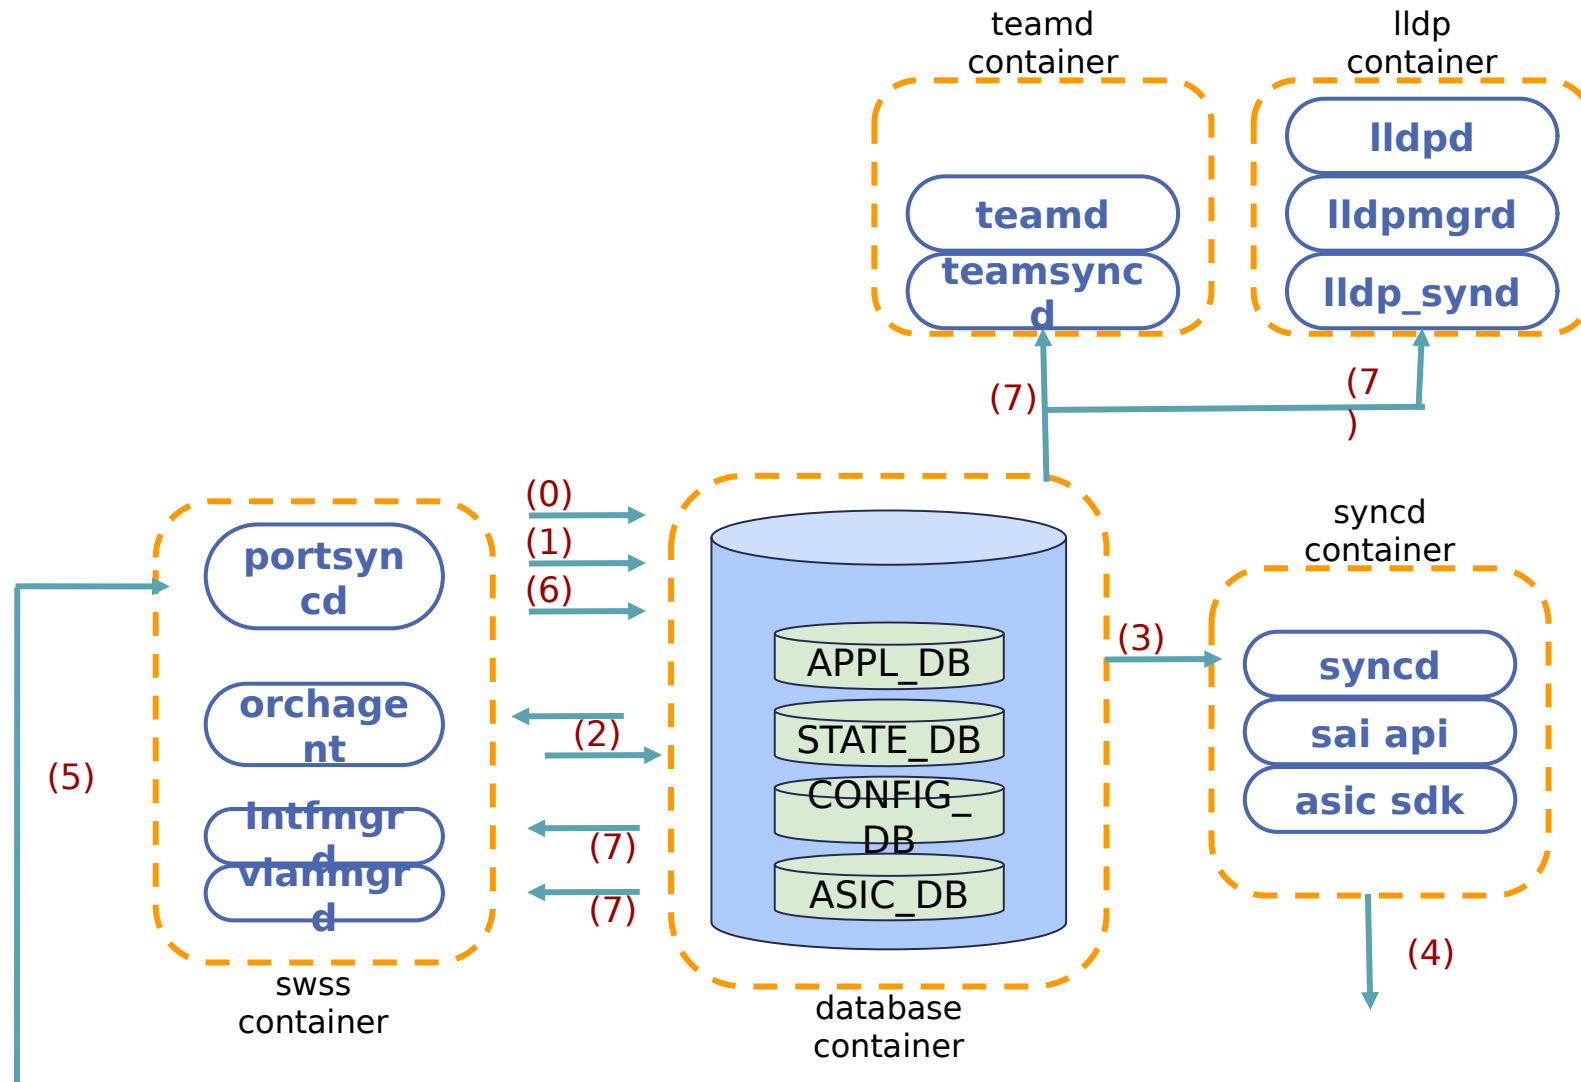 teamd
container
lldp
container
teamd
teamsync
d
lldpd
lldpmgrd
lldp_synd
(7)
(7
)
(0)
(1)
(6)
portsyn
cd
orchage
nt
Intfmgr
d
vlanmgr
d
(5)
(2)
(7)
(7)
swss
container
APPL_DB
STATE_DB
CONFIG_
DB
ASIC_DB
database
container
(3)
syncd
container
syncd
sai api
asic sdk
(4)